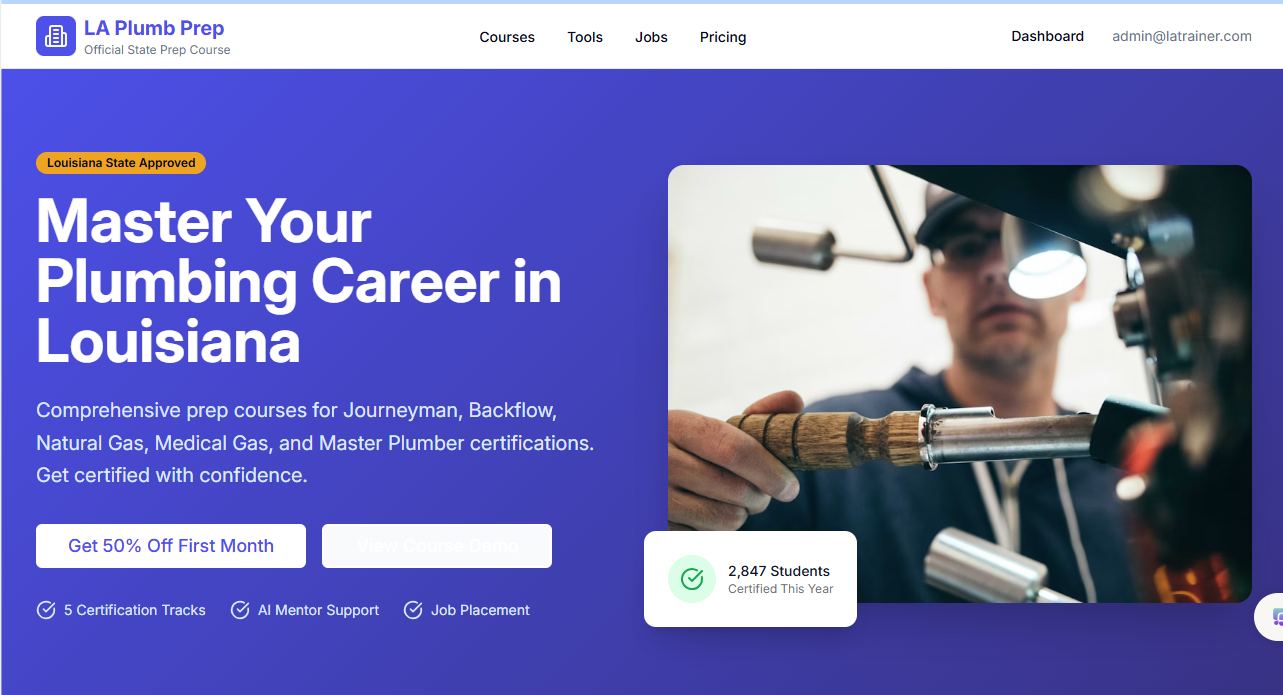 LA Plumb Prep
Official State Prep Course
Courses
Tools
Jobs
Pricing
Dashboard
admin@latrainer.com
Louisiana State Approved
Master Your
Plumbing Career in
Louisiana
Comprehensive prep courses for Journeyman, Backflow,
Natural Gas, Medical Gas, and Master Plumber certifications.
Get certified with confidence.
Get 50% Off First Month
View Course Demo
5 Certification Tracks
AI Mentor Support
Job Placement
2,847 Students
Certified This Year